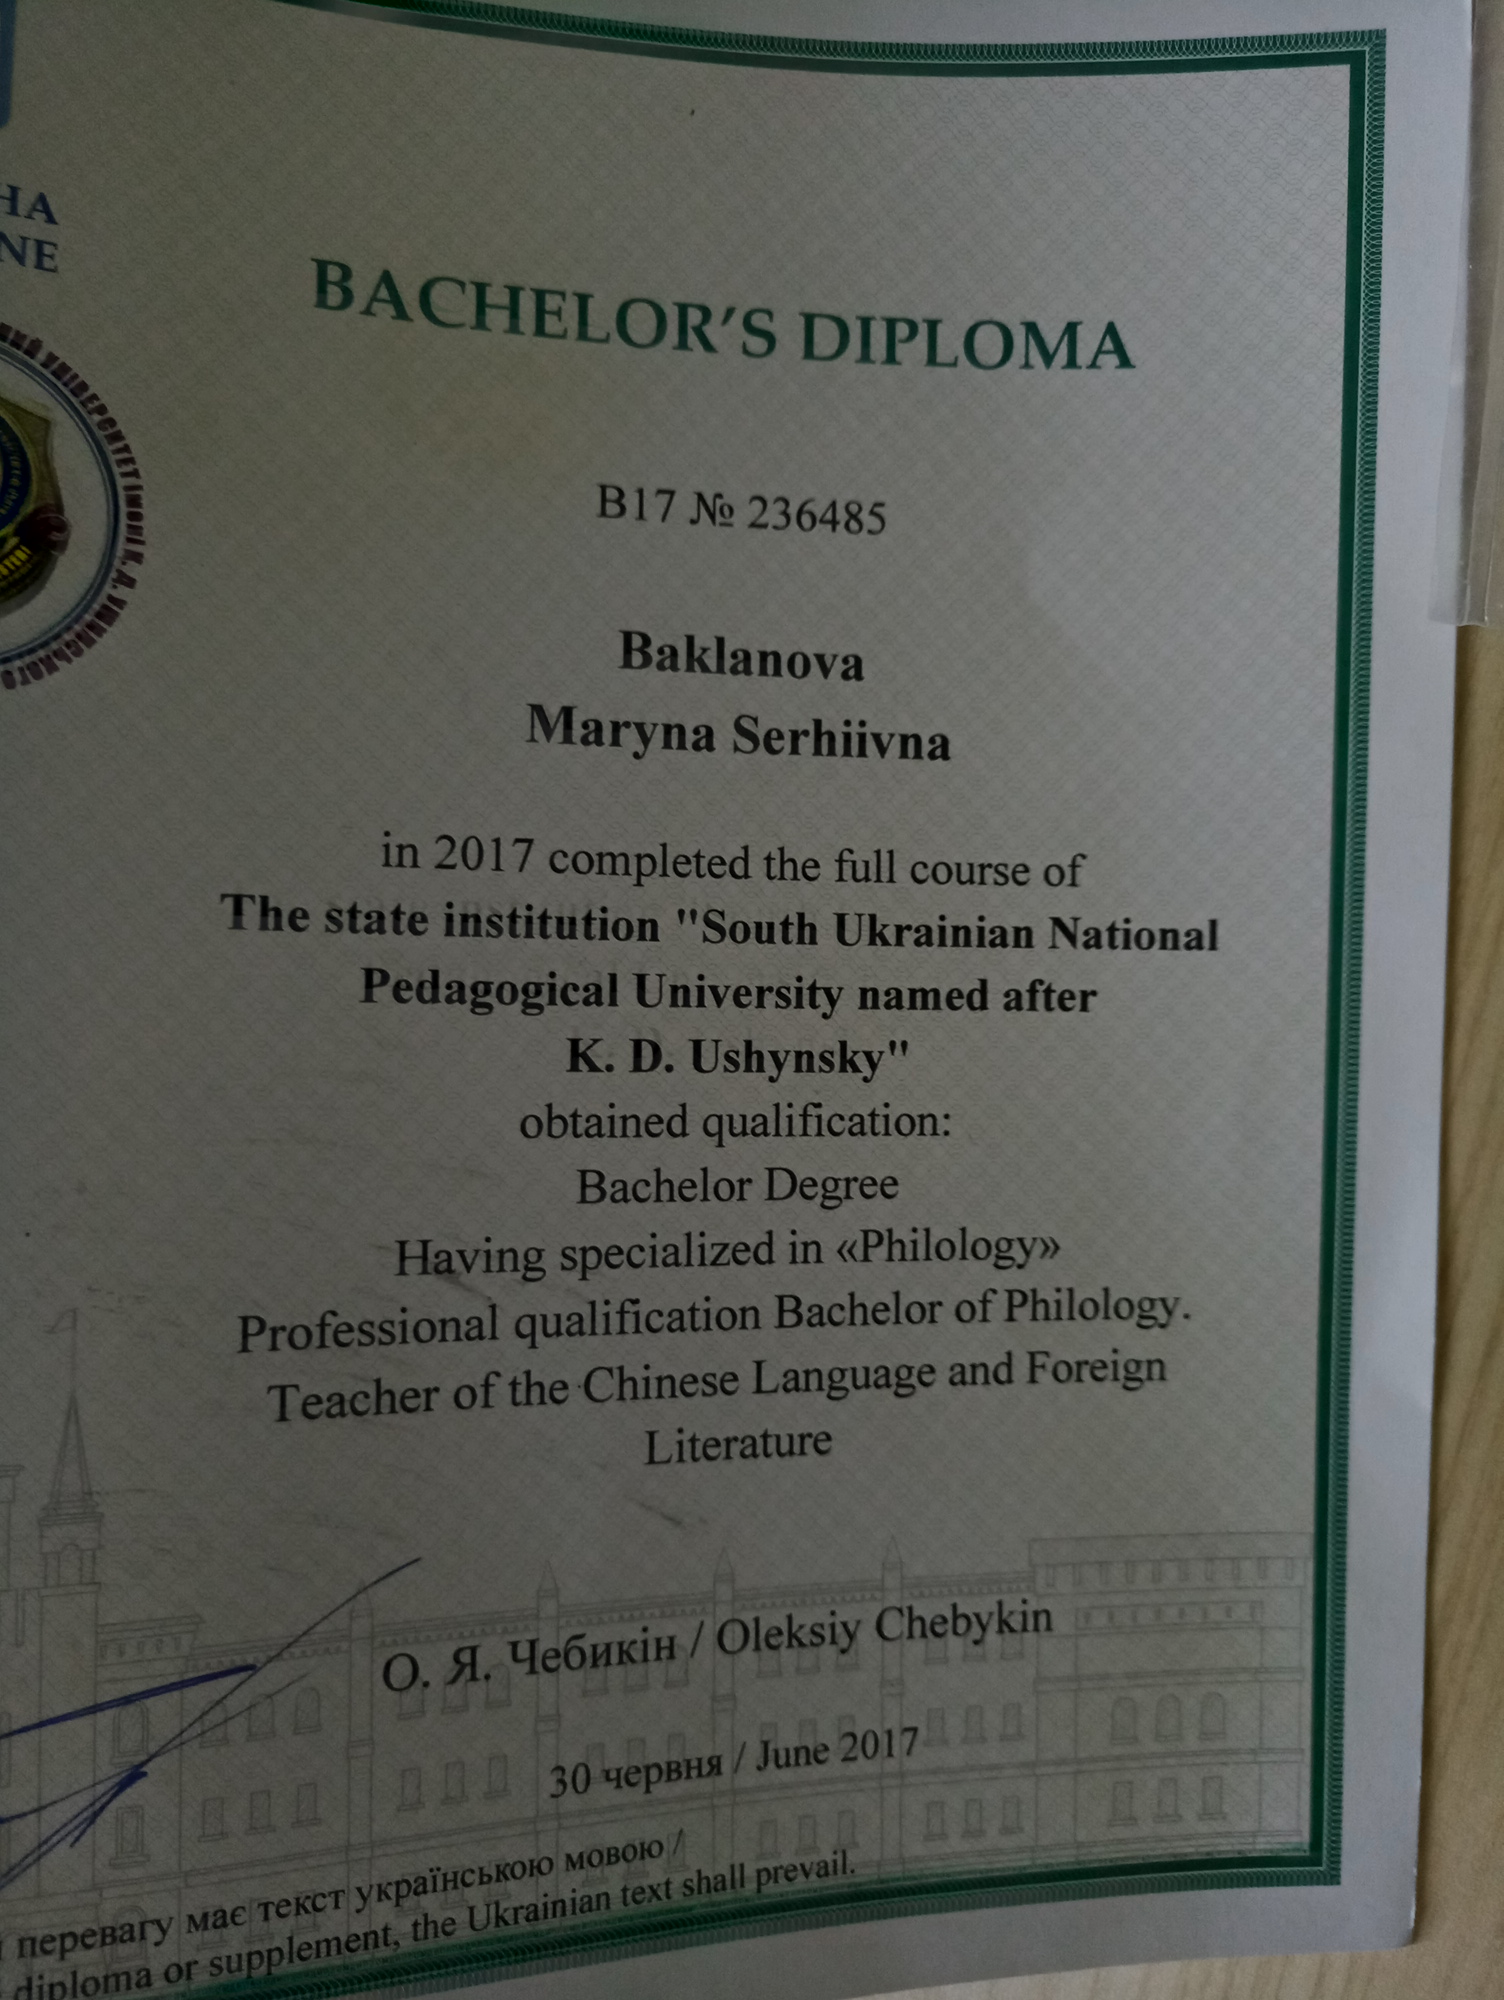 НА
NE
BACHELOR'S DIPLOMA
B17 № 236485
Baklanova
Maryna Serhiivna
in 2017 completed the full course of
The state institution "South Ukrainian National
Pedagogical University named after
K. D. Ushynsky"
obtained qualification:
Bachelor Degree
Having specialized in «Philology»
Professional qualification Bachelor of Philology.
Teacher of the Chinese Language and Foreign
Literature
УНІВЕРСИТЕТ ІМЕНІ К. Д. УШИНСЬКОГО
О. Я. Чебикін / Oleksiy Chebykin
30 червня / June 2017
перевагу має текст українською мовою /
diploma or supplement, the Ukrainian text shall prevail.